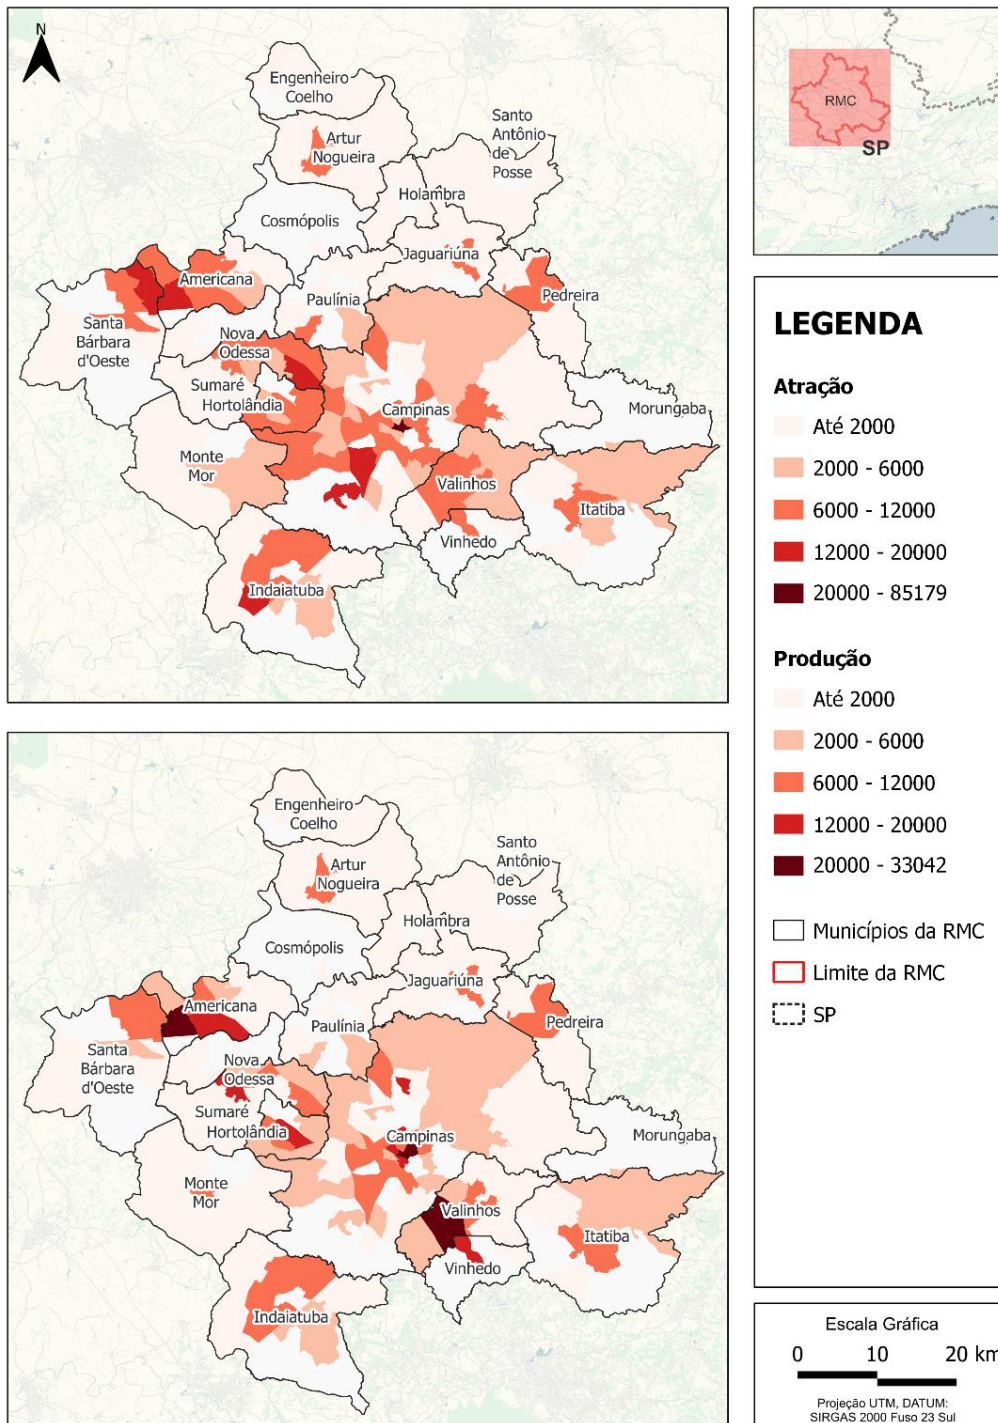 N
Engenheiro
Coelho
Artur
Nogueira
Santo
Antônio
de
Posse
Holambra
Cosmópolis
Jaguariúna
Americana
Paulínia
Pedreira
Santa
Bárbara
d'Oeste
Nova
Odessa
Sumaré
Hortolândia
Campinas
Morungaba
Monte
Mor
Valinhos
Itatiba
Vinhedo
Indaiatuba
RMC
SP
LEGENDA
Atração
Até 2000
2000 - 6000
6000 - 12000
12000 - 20000
20000 - 85179
Produção
Até 2000
2000 - 6000
6000 - 12000
12000 - 20000
20000 - 33042
Municípios da RMC
Limite da RMC
SP
Engenheiro
Coelho
Artur
Nogueira
Santo
Antônio
de
Posse
Holambra
Cosmópolis
Jaguariúna
Americana
Paulínia
Pedreira
Santa
Bárbara
d'Oeste
Nova
Odessa
Sumaré
Hortolândia
Campinas
Morungaba
Monte
Mor
Valinhos
Itatiba
Vinhedo
Indaiatuba
Escala Gráfica
0 10 20 km
Projeção UTM, DATUM:
SIRGAS 2000 Fuso 23 Sul